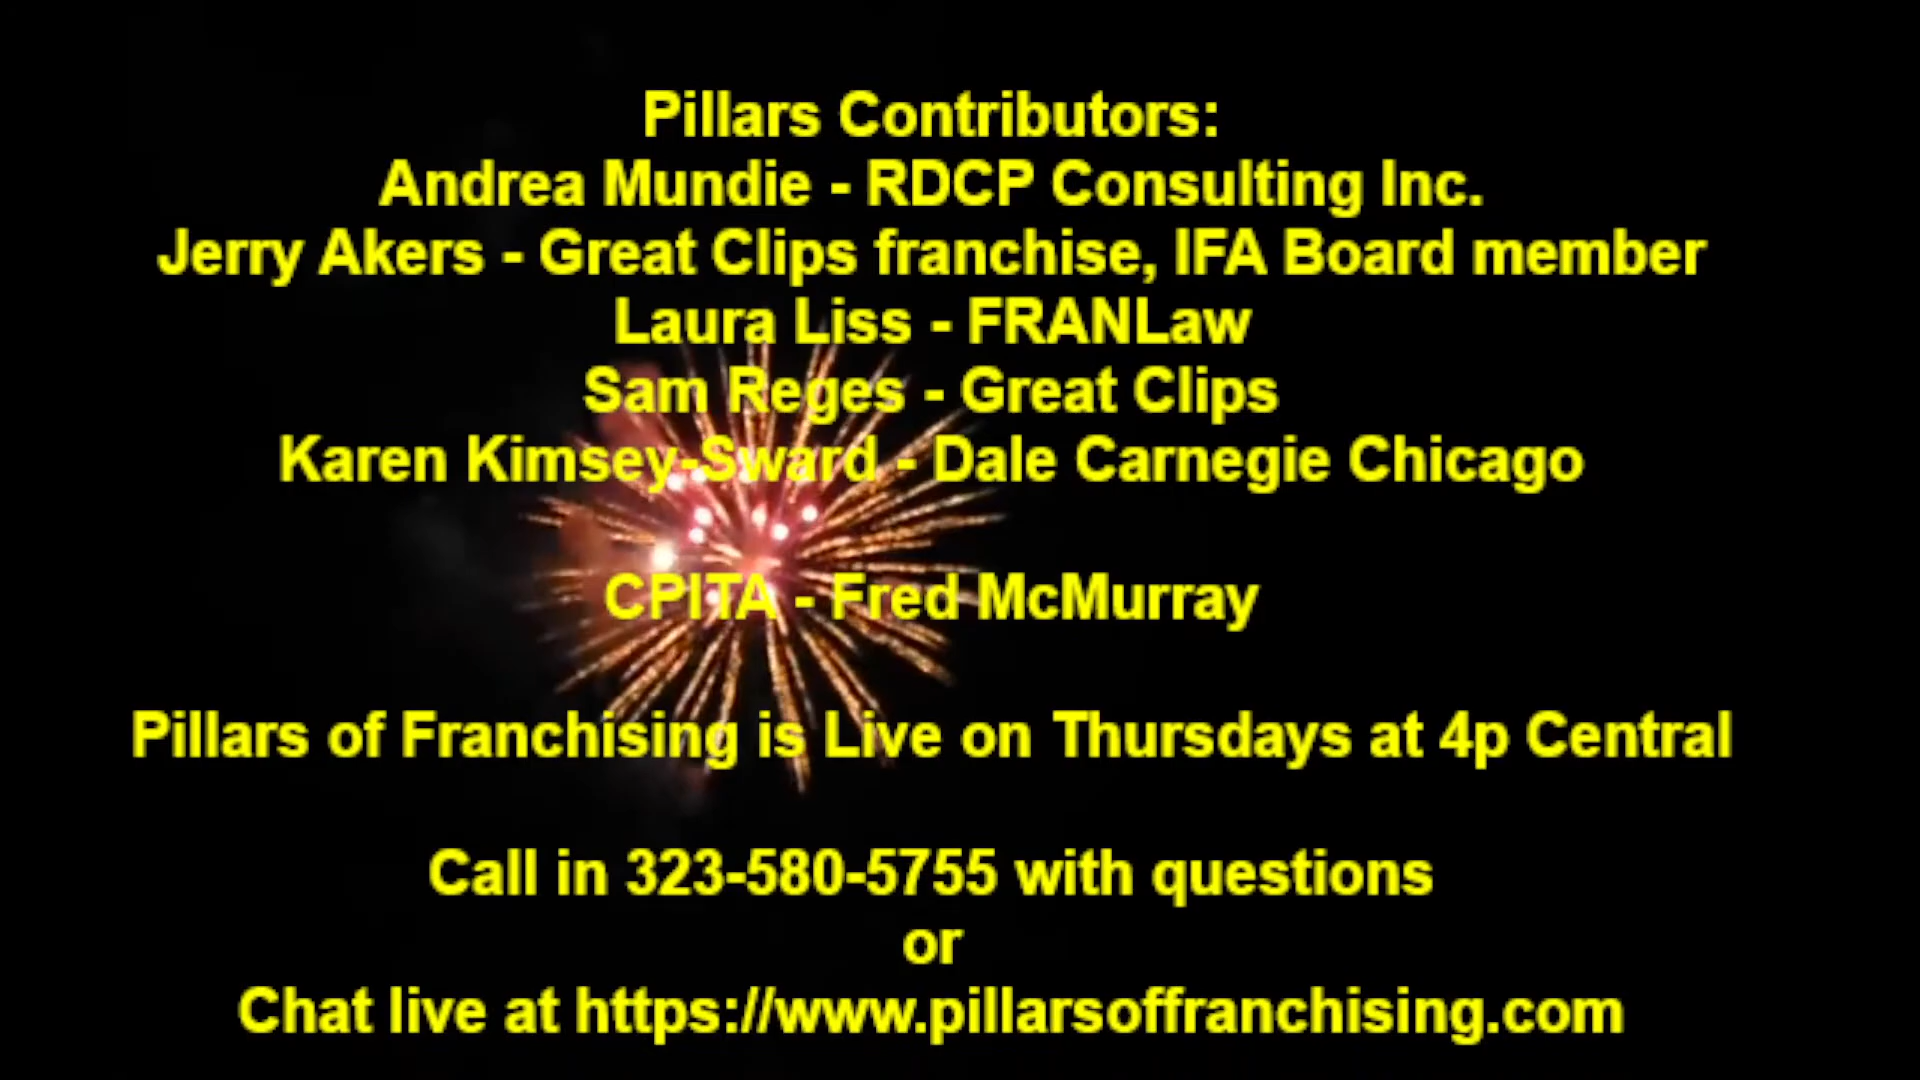 Pillars Contributors:
Andrea Mundie - RDCP Consulting Inc.
Jerry Akers - Great Clips franchise, IFA Board member
Laura Liss - FRANLaw
Sam Reges - Great Clips
Karen Kimsey-Sward - Dale Carnegie Chicago
CPITA - Fred McMurray
Pillars of Franchising is Live on Thursdays at 4p Central
Call in 323-580-5755 with questions
or
Chat live at https://www.pillarsoffranchising.com